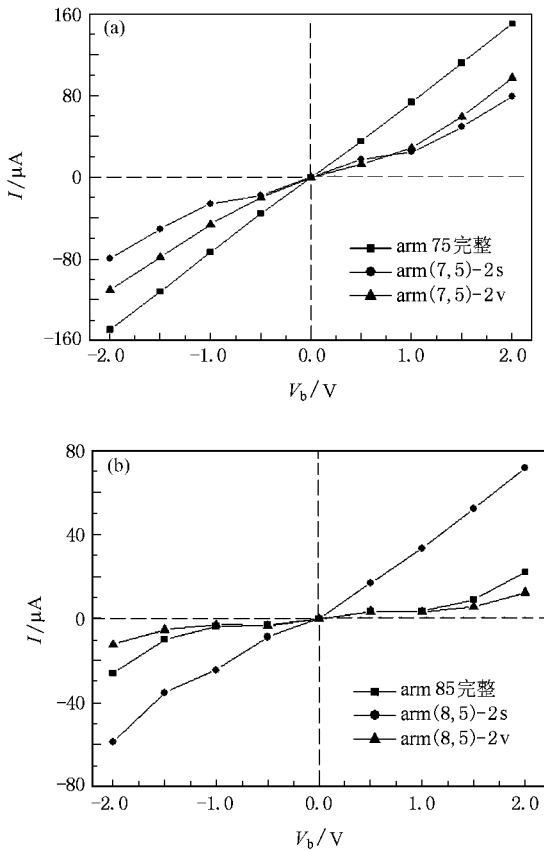 (a)
160
80
0
-80
-160
I/μA
arm 75完整
arm(7,5)-2s
arm(7,5)-2v
-2.0 -1.0 0.0 1.0 2.0
Vb/V
(b)
80
40
0
-40
-80
I/μA
arm 85完整
arm(8,5)-2s
arm(8,5)-2v
-2.0 -1.0 0.0 1.0 2.0
Vb/V